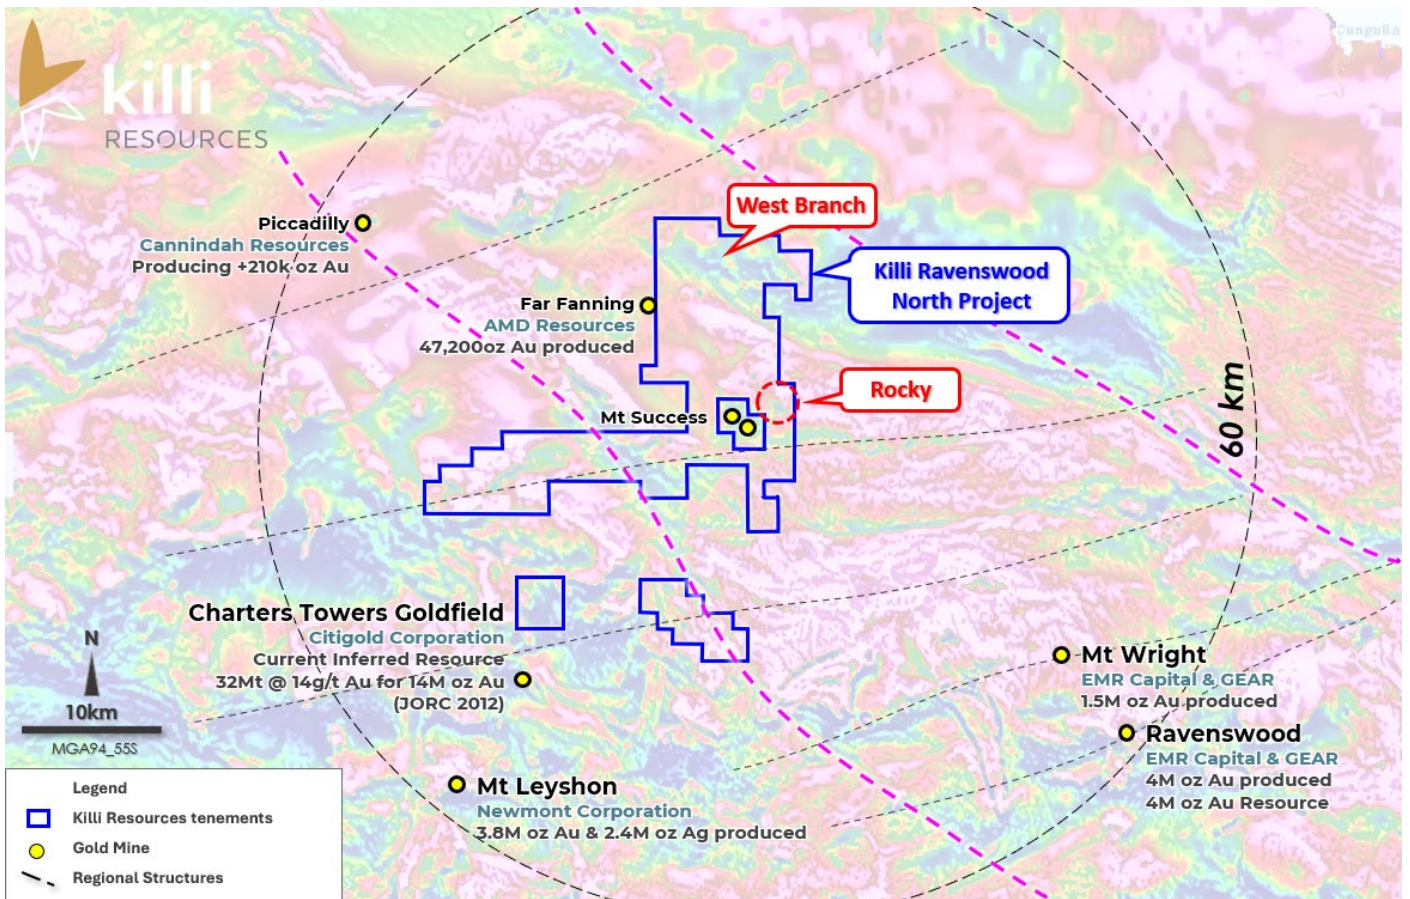 killi
RESOURCES
Cungulla
West Branch
Piccadilly
Cannindah Resources
Producing +210k oz Au
Killi Ravenswood
North Project
Far Fanning
AMD Resources
47,200oz Au produced
Rocky
60 km
Mt Success
Charters Towers Goldfield
Citigold Corporation
Current Inferred Resource
32Mt @ 14g/t Au for 14M oz Au
(JORC 2012)
N
10km
MGA94_55S
Mt Wright
EMR Capital & GEAR
1.5M oz Au produced
Ravenswood
EMR Capital & GEAR
4M oz Au produced
4M oz Au Resource
Mt Leyshon
Newmont Corporation
3.8M oz Au & 2.4M oz Ag produced
Legend
Killi Resources tenements
Gold Mine
Regional Structures